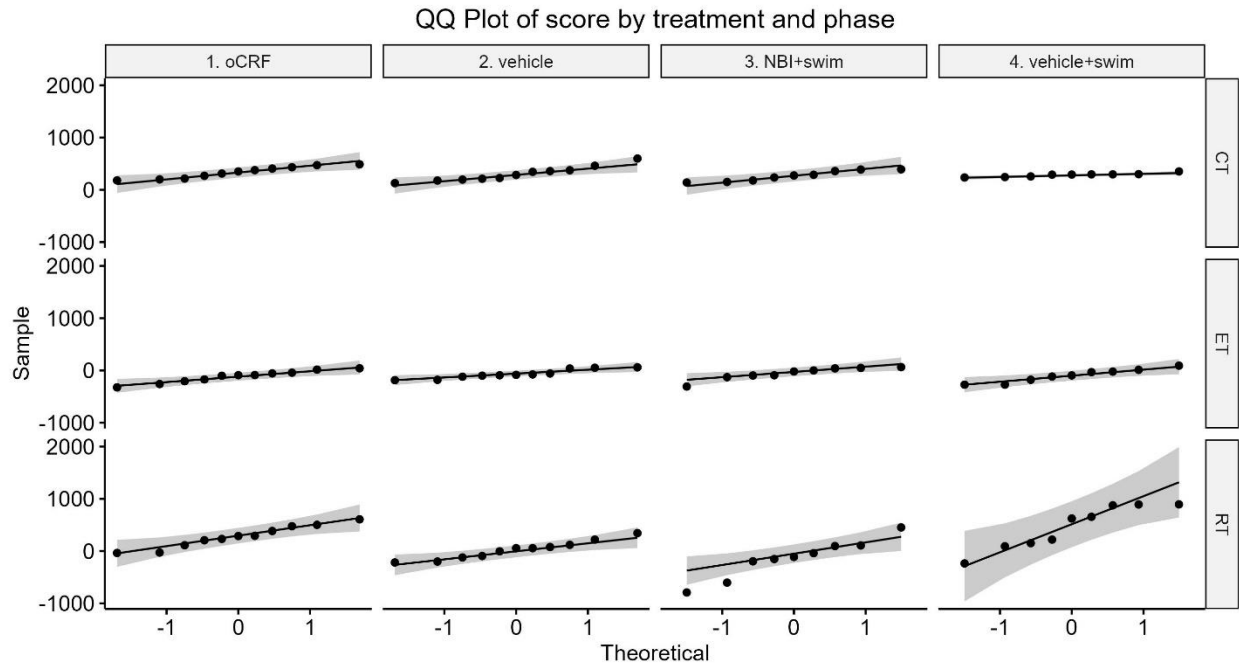 QQ Plot of score by treatment and phase
1. oCRF
2. vehicle
3. NBI+swim
4. vehicle+swim
2000
1000
0
-1000
CT
2000
1000
0
-1000
ET
2000
1000
0
-1000
RT
Sample
-1
0
1
-1
0
1
-1
0
1
-1
0
1
Theoretical